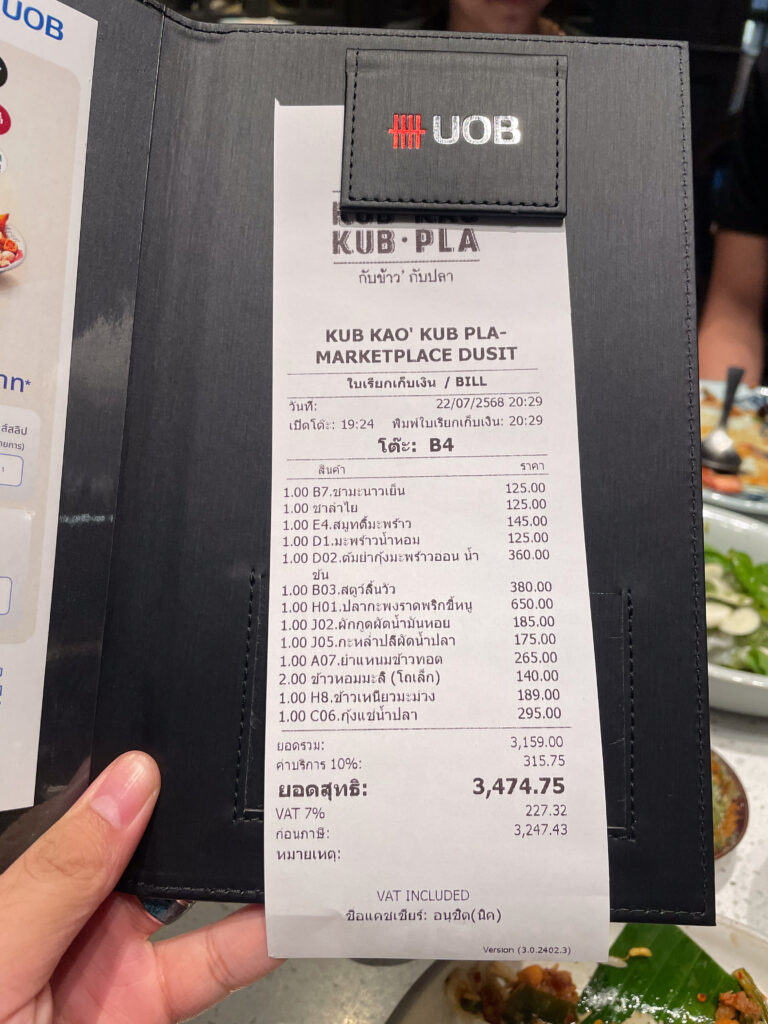 UOB
UOB
KUB KAO'
KUB·PLA
กับข้าว' กับปลา
KUB KAO' KUB PLA-
MARKETPLACE DUSIT
ใบเรียกเก็บเงิน / BILL
วันที่: 22/07/2568 20:29
เปิดโต๊ะ: 19:24 พิมพ์ใบเรียกเก็บเงิน: 20:29
โต๊ะ: B4
สินค้า ราคา
1.00 B7.ชามะนาวเย็น 125.00
1.00 ชาลำไย 125.00
1.00 E4.สมูทตี้มะพร้าว 145.00
1.00 D1.มะพร้าวน้ำหอม 125.00
1.00 D02.ต้มยำกุ้งมะพร้าวอ่อน น้ำ 360.00
ข้น
1.00 B03.สตูว์ลิ้นวัว 380.00
1.00 H01.ปลากะพงราดพริกขี้หนู 650.00
1.00 J02.ผักกูดผัดน้ำมันหอย 185.00
1.00 J05.กะหล่ำปลีผัดน้ำปลา 175.00
1.00 A07.ยำแหนมข้าวทอด 265.00
2.00 ข้าวหอมมะลิ (โถเล็ก) 140.00
1.00 H8.ข้าวเหนียวมะม่วง 189.00
1.00 C06.กุ้งแช่น้ำปลา 295.00
ยอดรวม: 3,159.00
ค่าบริการ 10%: 315.75
ยอดสุทธิ: 3,474.75
VAT 7% 227.32
ก่อนภาษี: 3,247.43
หมายเหตุ:
VAT INCLUDED
ชื่อแคชเชียร์: อนุชิต(นิค)
Version (3.0.2402.3)